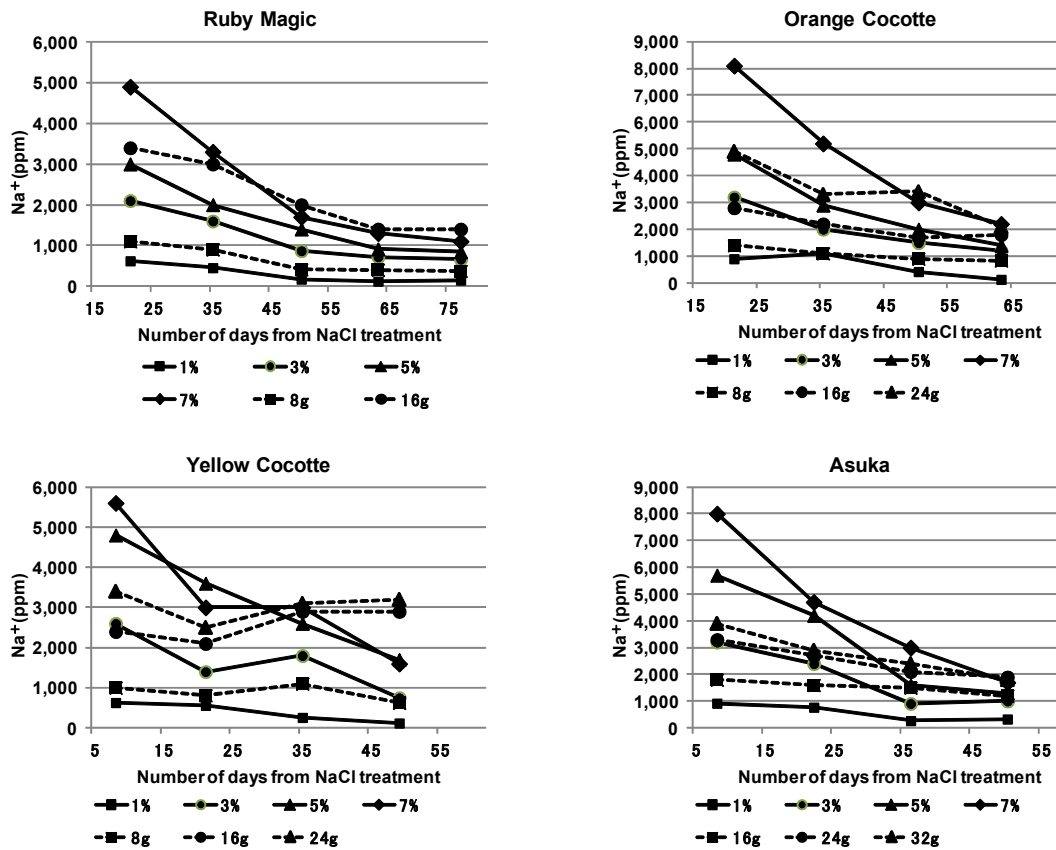 Ruby Magic
6,000
5,000
4,000
3,000
2,000
1,000
0
Na⁺(ppm)
15 25 35 45 55 65 75
Number of days from NaCl treatment
1% 3% 5%
7% 8g 16g
Orange Cocotte
9,000
8,000
7,000
6,000
5,000
4,000
3,000
2,000
1,000
0
Na⁺(ppm)
15 25 35 45 55 65
Number of days from NaCl treatment
1% 3% 5% 7%
8g 16g 24g
Yellow Cocotte
6,000
5,000
4,000
3,000
2,000
1,000
0
Na⁺(ppm)
5 15 25 35 45 55
Number of days from NaCl treatment
1% 3% 5% 7%
8g 16g 24g
Asuka
9,000
8,000
7,000
6,000
5,000
4,000
3,000
2,000
1,000
0
Na⁺(ppm)
5 15 25 35 45 55
Number of days from NaCl treatment
1% 3% 5% 7%
16g 24g 32g